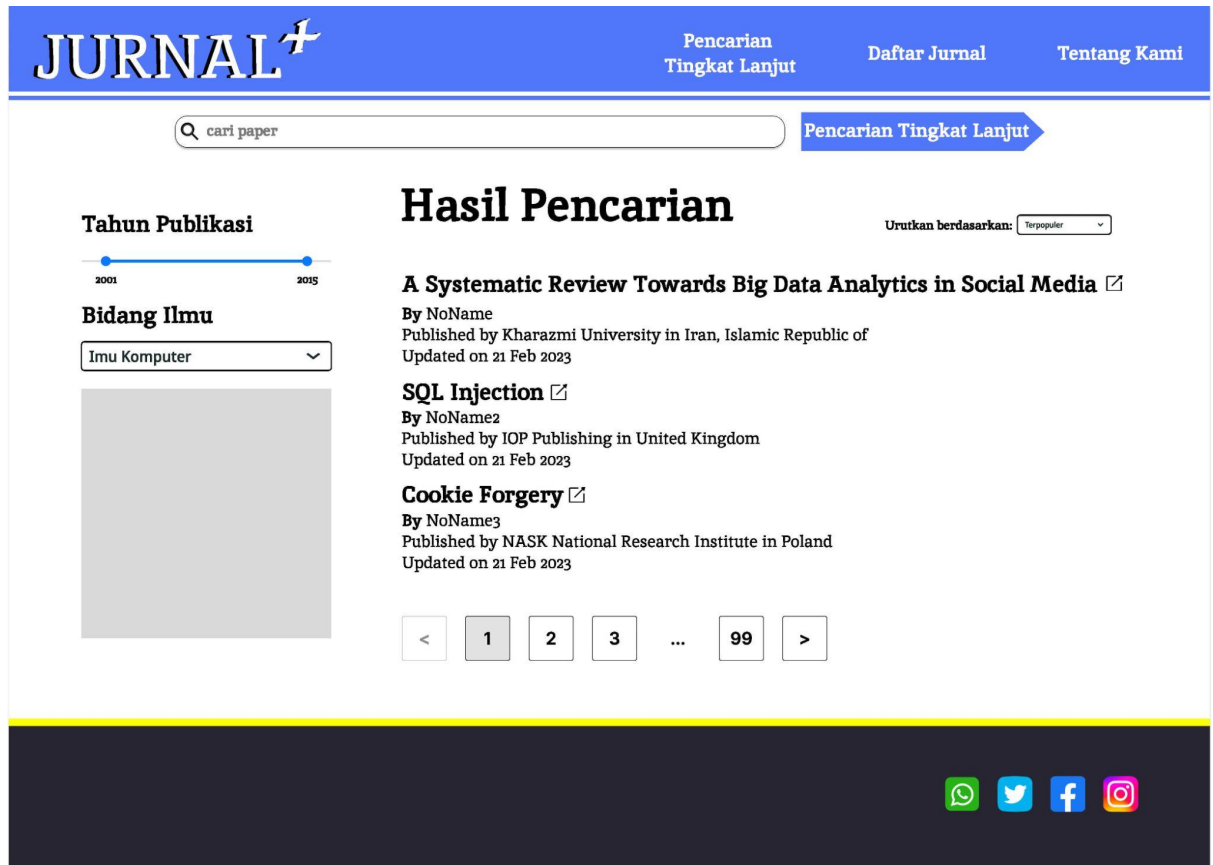 JURNAL+
Pencarian
Tingkat Lanjut
Daftar Jurnal
Tentang Kami
cari paper
Pencarian Tingkat Lanjut
Tahun Publikasi
2001
2015
Bidang Ilmu
Imu Komputer
Hasil Pencarian
Urutkan berdasarkan:
Terpopuler
A Systematic Review Towards Big Data Analytics in Social Media
By NoName
Published by Kharazmi University in Iran, Islamic Republic of
Updated on 21 Feb 2023
SQL Injection
By NoName2
Published by IOP Publishing in United Kingdom
Updated on 21 Feb 2023
Cookie Forgery
By NoName3
Published by NASK National Research Institute in Poland
Updated on 21 Feb 2023
< 1 2 3 ... 99 >